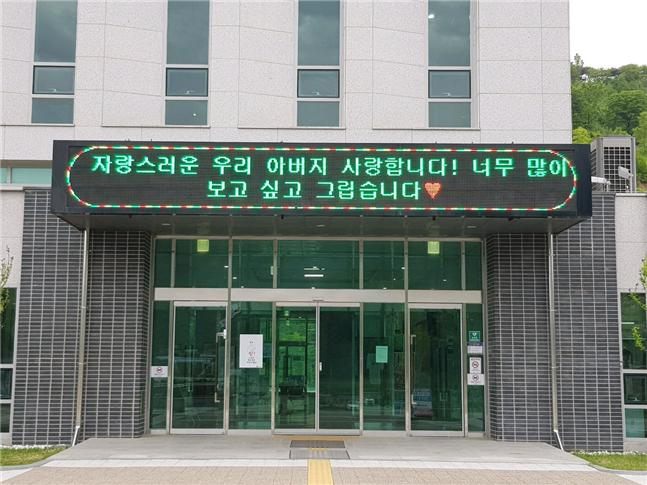 자랑스러운 우리 아버지 사랑합니다! 너무 많이
보고 싶고 그립습니다